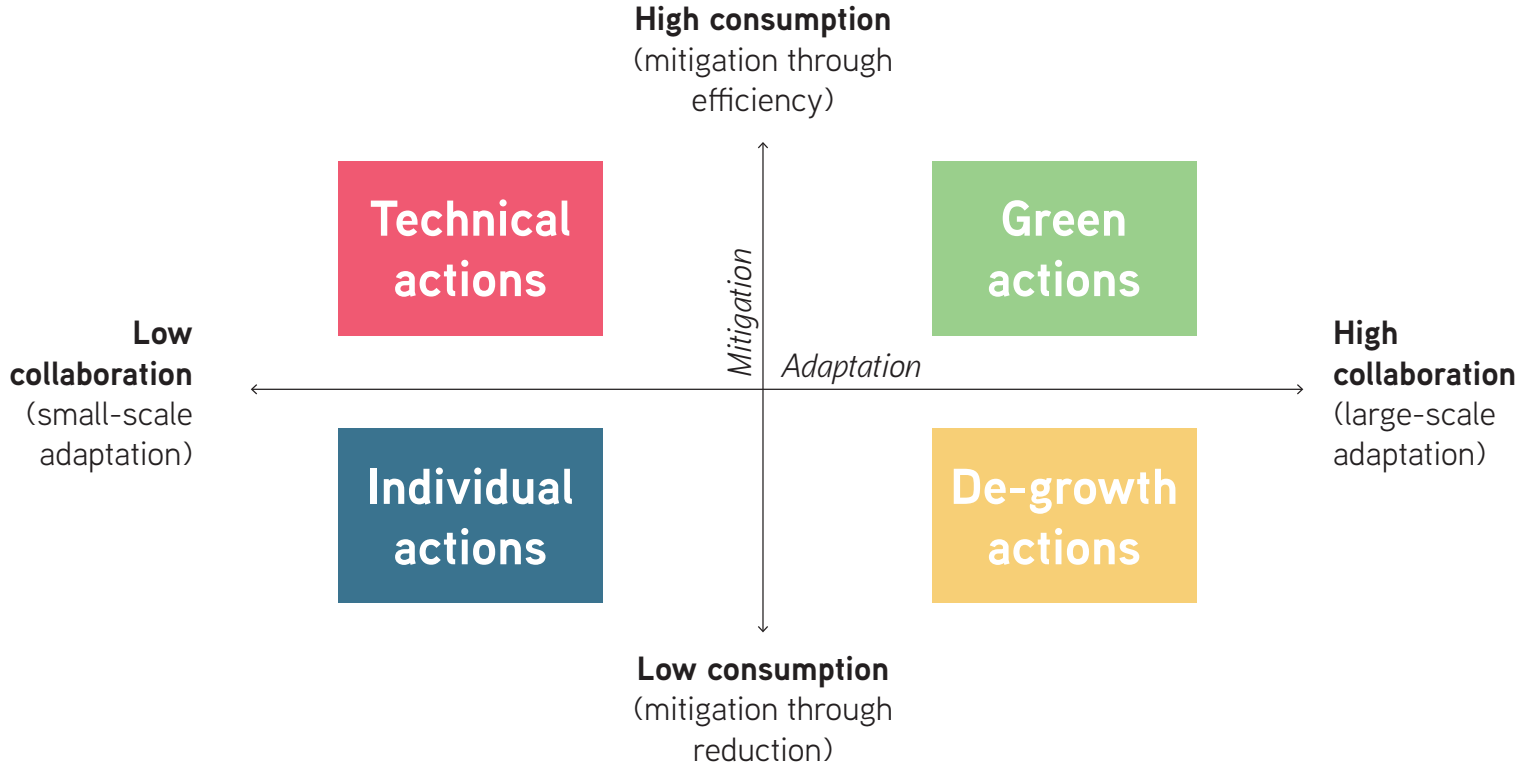 High consumption
(mitigation through
efficiency)
Technical
actions
Green
actions
Mitigation
Adaptation
Low
collaboration
(small-scale
adaptation)
High
collaboration
(large-scale
adaptation)
Individual
actions
De-growth
actions
Low consumption
(mitigation through
reduction)